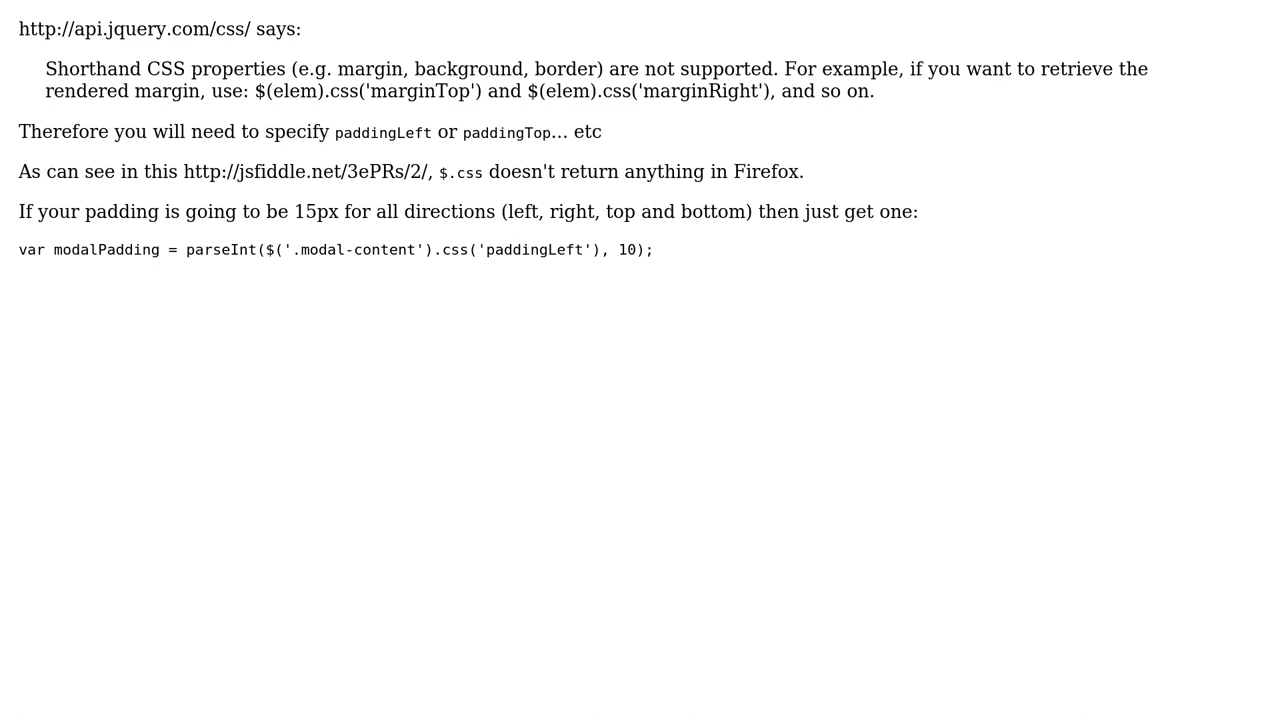 http://api.jquery.com/css/ says:
Shorthand CSS properties (e.g. margin, background, border) are not supported. For example, if you want to retrieve the
rendered margin, use: $(elem).css('marginTop') and $(elem).css('marginRight'), and so on.
Therefore you will need to specify paddingLeft or paddingTop... etc
As can see in this http://jsfiddle.net/3ePRs/2/, $.css doesn't return anything in Firefox.
If your padding is going to be 15px for all directions (left, right, top and bottom) then just get one:
var modalPadding = parseInt($('.modal-content').css('paddingLeft'), 10);